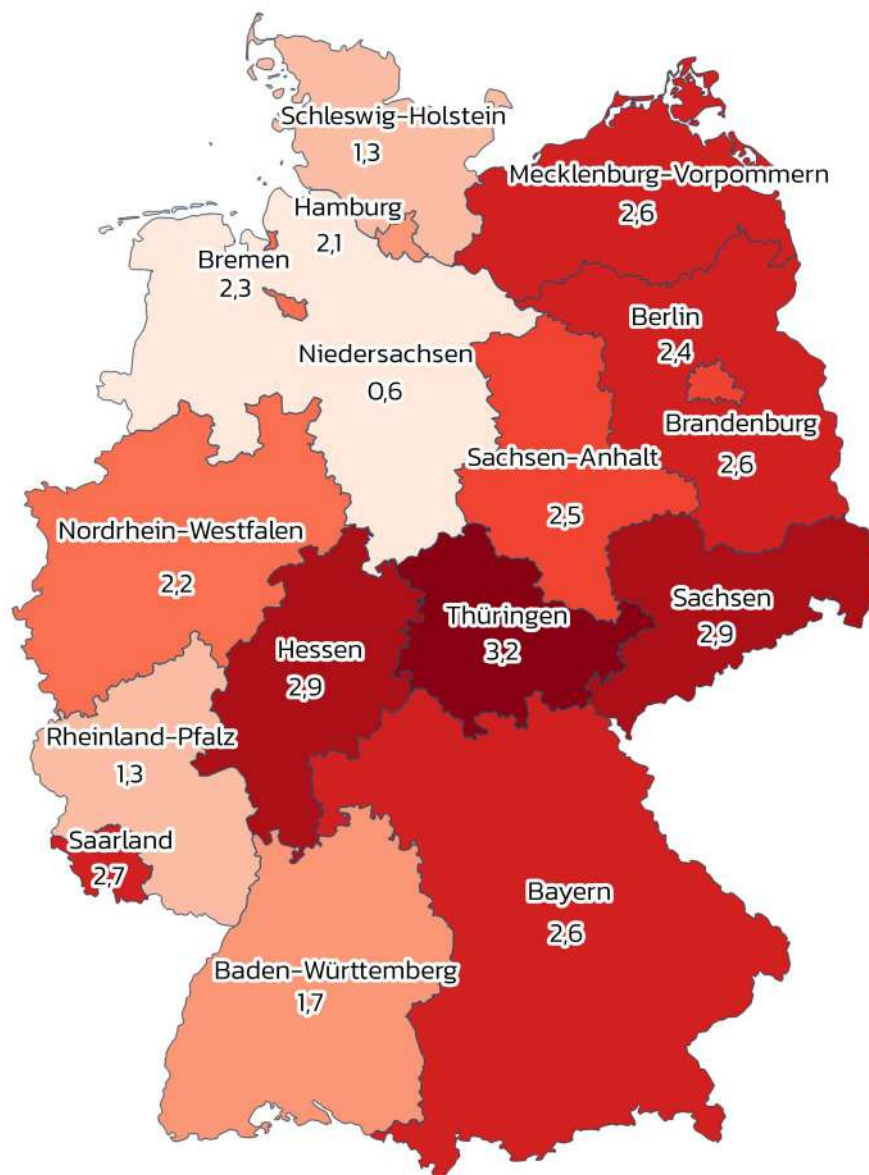 Schleswig-Holstein
1,3
Mecklenburg-Vorpommern
2,6
Hamburg
2,1
Bremen
2,3
Berlin
2,4
Niedersachsen
0,6
Brandenburg
2,6
Sachsen-Anhalt
2,5
Nordrhein-Westfalen
2,2
Sachsen
2,9
Thüringen
3,2
Hessen
2,9
Rheinland-Pfalz
1,3
Saarland
2,7
Bayern
2,6
Baden-Württemberg
1,7